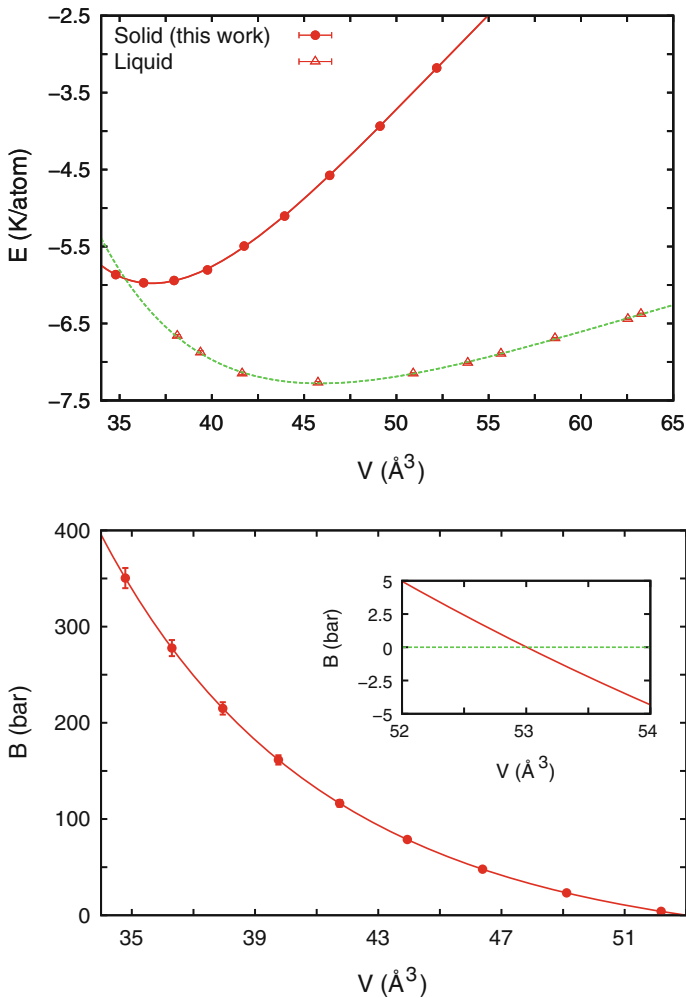 −2.5
Solid (this work)
Liquid
−3.5
−4.5
E (K/atom)
−5.5
−6.5
−7.5
35 40 45 50 55 60 65
V (Å³)
400
300
200
100
0
B (bar)
35 39 43 47 51
V (Å³)
5
2.5
0
−2.5
−5
B (bar)
52 53 54
V (Å³)